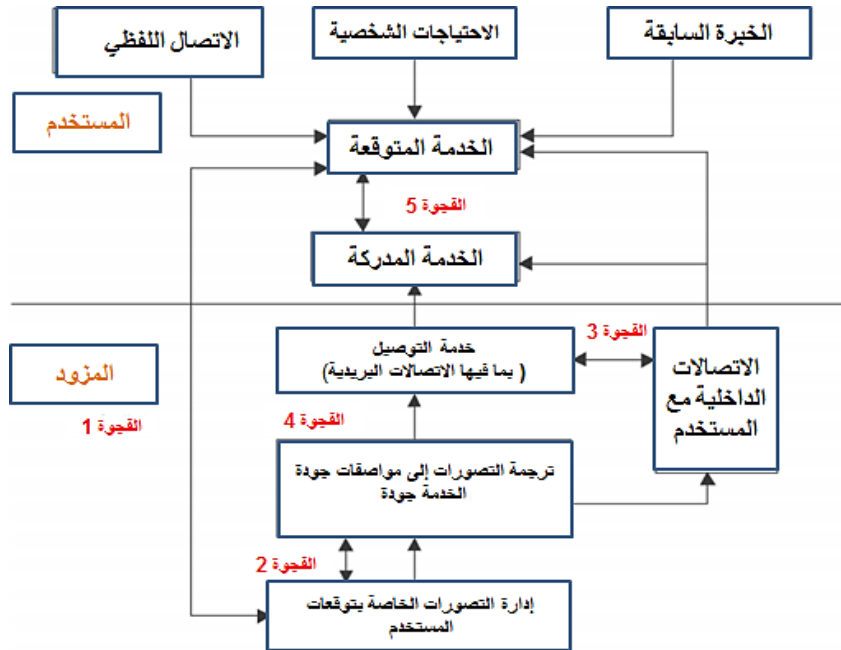 الخبرة السابقة
الاحتياجات الشخصية
الاتصال اللفظي
المستخدم
الخدمة المتوقعة
القجوة 5
الخدمة المدركة
القجوة 3
خدمة التوصيل
( بما فيها الاتصالات البريدية)
الاتصالات
الداخلية مع
المستخدم
المزود
القجوة 1
القجوة 4
ترجمة التصورات إلى مواصفات جودة
الخدمة جودة
القجوة 2
إدارة التصورات الخاصة بتوقعات
المستخدم